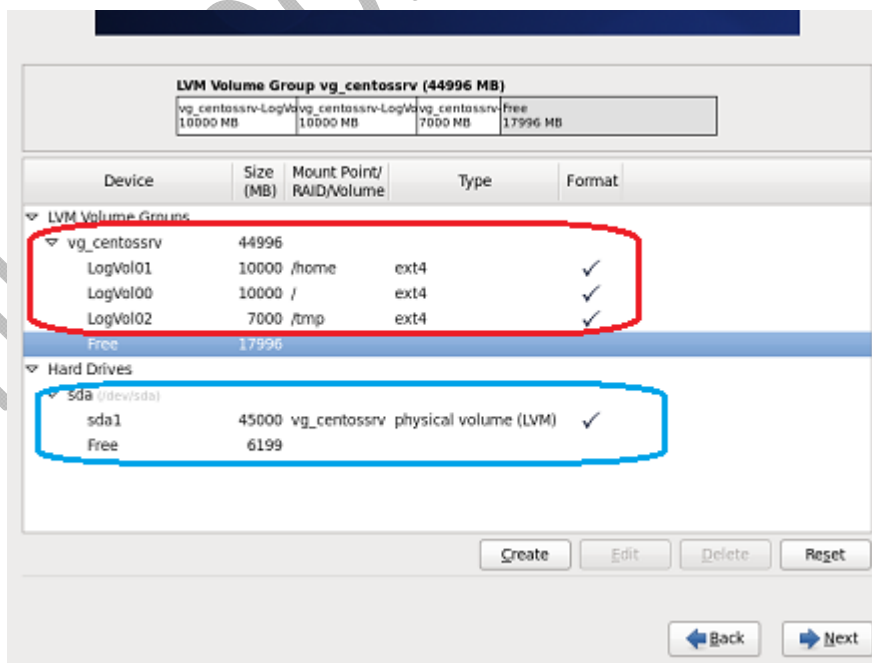 LVM Volume Group vg_centossrv (44996 MB)
vg_centossrv-LogVo vg_centossrv-LogVo vg_centossrv- Free
10000 MB 10000 MB 7000 MB 17996 MB
Device Size (MB) Mount Point/ RAID/Volume Type Format
LVM Volume Groups
vg_centossrv 44996
LogVol01 10000 /home ext4 ✓
LogVol00 10000 / ext4 ✓
LogVol02 7000 /tmp ext4 ✓
Free 17996
Hard Drives
sda (/dev/sda)
sda1 45000 vg_centossrv physical volume (LVM) ✓
Free 6199
Create Edit Delete Reset
Back Next